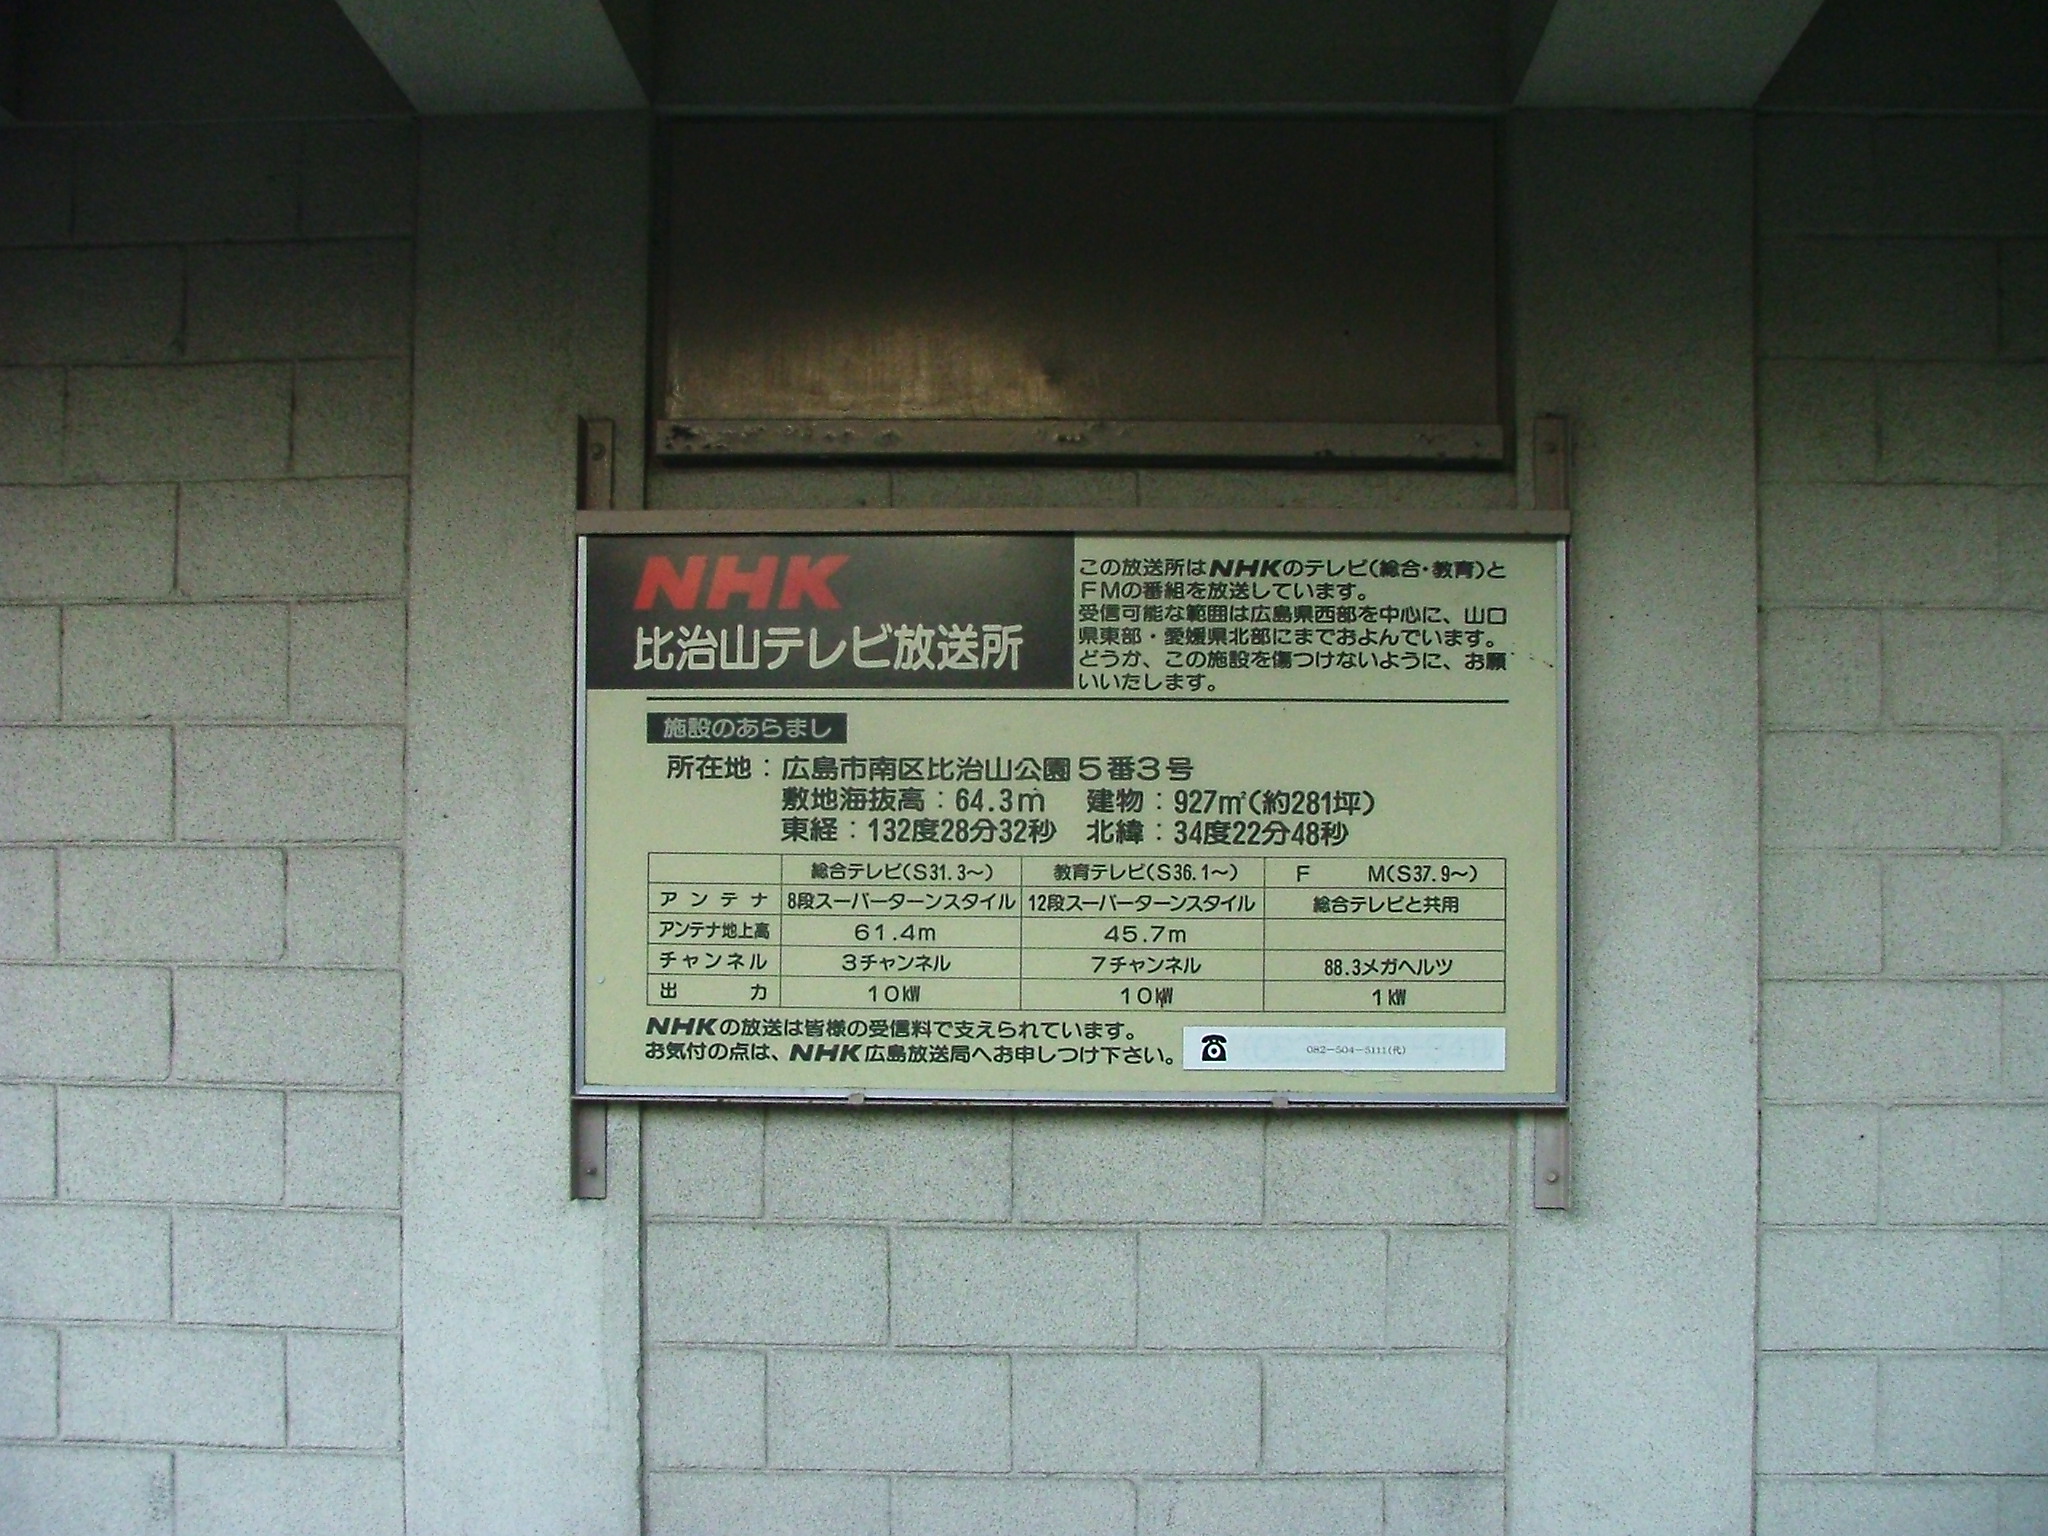 NHK
比治山テレビ放送所
この放送所はNHKのテレビ(総合・教育)と
FMの番組を放送しています。
受信可能な範囲は広島県西部を中心に、山口
県東部・愛媛県北部にまでおよんでいます。
どうか、この施設を傷つけないように、お願
いいたします。
施設のあらまし
所在地:広島市南区比治山公園5番3号
敷地海抜高:64.3m 建物:927㎡(約281坪)
東経:132度28分32秒 北緯:34度22分48秒
総合テレビ(S31.3〜) 教育テレビ(S36.1〜) F M(S37.9〜)
アンテナ 8段スーパーターンスタイル 12段スーパーターンスタイル 総合テレビと共用
アンテナ地上高 61.4m 45.7m
チャンネル 3チャンネル 7チャンネル 88.3メガヘルツ
出力 10㎾ 10㎾ 1㎾
NHKの放送は皆様の受信料で支えられています。
お気付の点は、NHK広島放送局へお申しつけ下さい。 082-504-5111(代)